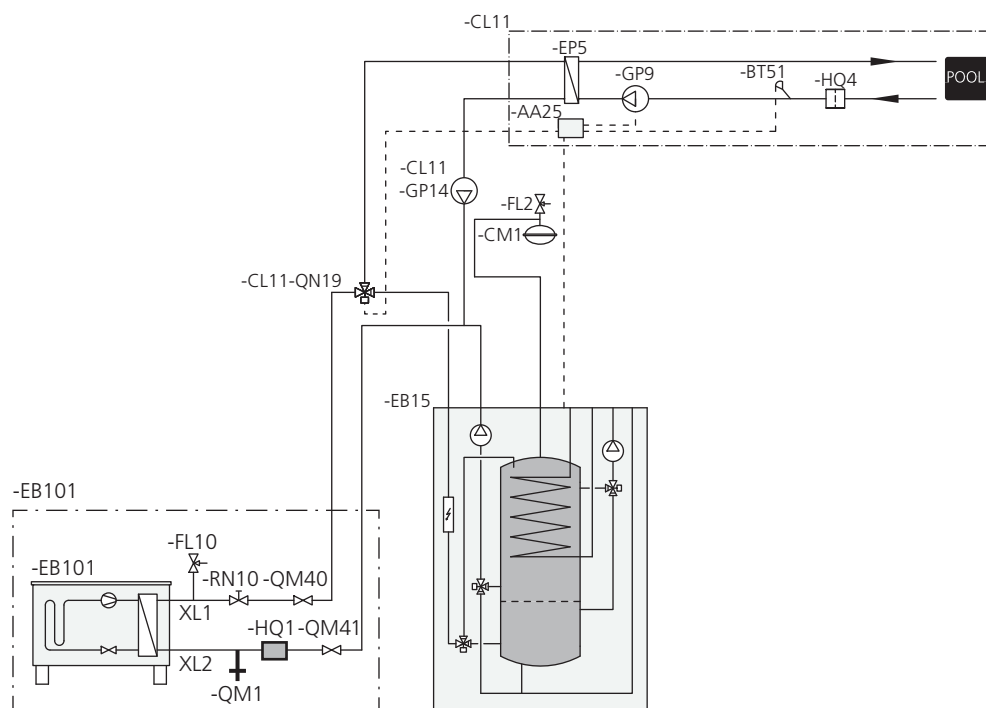 -CL11
-EP5
-GP9
-BT51
-HQ4
POOL
-AA25
-CL11
-GP14
-FL2
-CM1
-CL11-QN19
-EB15
-EB101
-FL10
-EB101
-RN10 -QM40
XL1
-HQ1 -QM41
XL2
-QM1